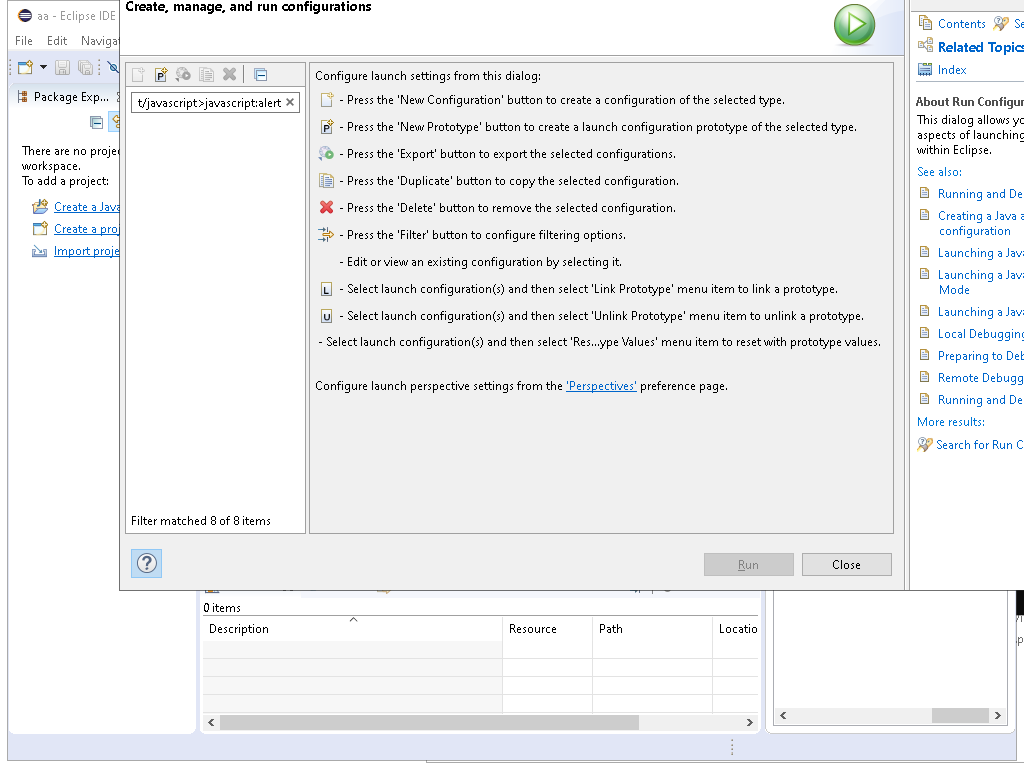 aa - Eclipse IDE
File Edit Navigat
Package Exp...
There are no proje
workspace.
To add a project:
Create a Java
Create a proj
Import proje
Create, manage, and run configurations
t/javascript>javascript:alert
Filter matched 8 of 8 items
Configure launch settings from this dialog:
- Press the 'New Configuration' button to create a configuration of the selected type.
- Press the 'New Prototype' button to create a launch configuration prototype of the selected type.
- Press the 'Export' button to export the selected configurations.
- Press the 'Duplicate' button to copy the selected configuration.
- Press the 'Delete' button to remove the selected configuration.
- Press the 'Filter' button to configure filtering options.
- Edit or view an existing configuration by selecting it.
- Select launch configuration(s) and then select 'Link Prototype' menu item to link a prototype.
- Select launch configuration(s) and then select 'Unlink Prototype' menu item to unlink a prototype.
- Select launch configuration(s) and then select 'Res...ype Values' menu item to reset with prototype values.
Configure launch perspective settings from the 'Perspectives' preference page.
Run
Close
Contents Se
Related Topics
Index
About Run Configur
This dialog allows yo
aspects of launching
within Eclipse.
See also:
Running and De
Creating a Java a
configuration
Launching a Java
Launching a Java
Mode
Launching a Java
Local Debugging
Preparing to Deb
Remote Debugg
Running and De
More results:
Search for Run C
0 items
Description Resource Path Locatio